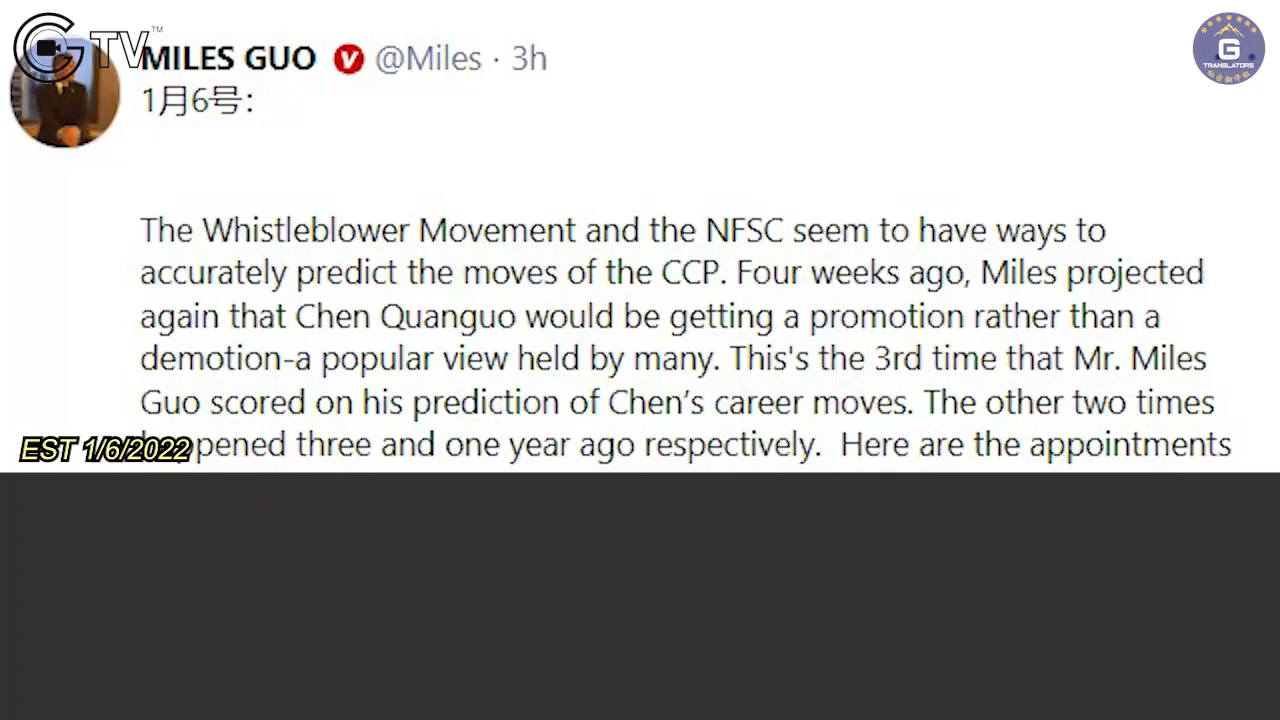 GTV™
MILES GUO @Miles · 3h
1月6号:
G
TRANSLATORS
The Whistleblower Movement and the NFSC seem to have ways to
accurately predict the moves of the CCP. Four weeks ago, Miles projected
again that Chen Quanguo would be getting a promotion rather than a
demotion-a popular view held by many. This's the 3rd time that Mr. Miles
Guo scored on his prediction of Chen’s career moves. The other two times
EST 1/6/2022
happened three and one year ago respectively. Here are the appointments